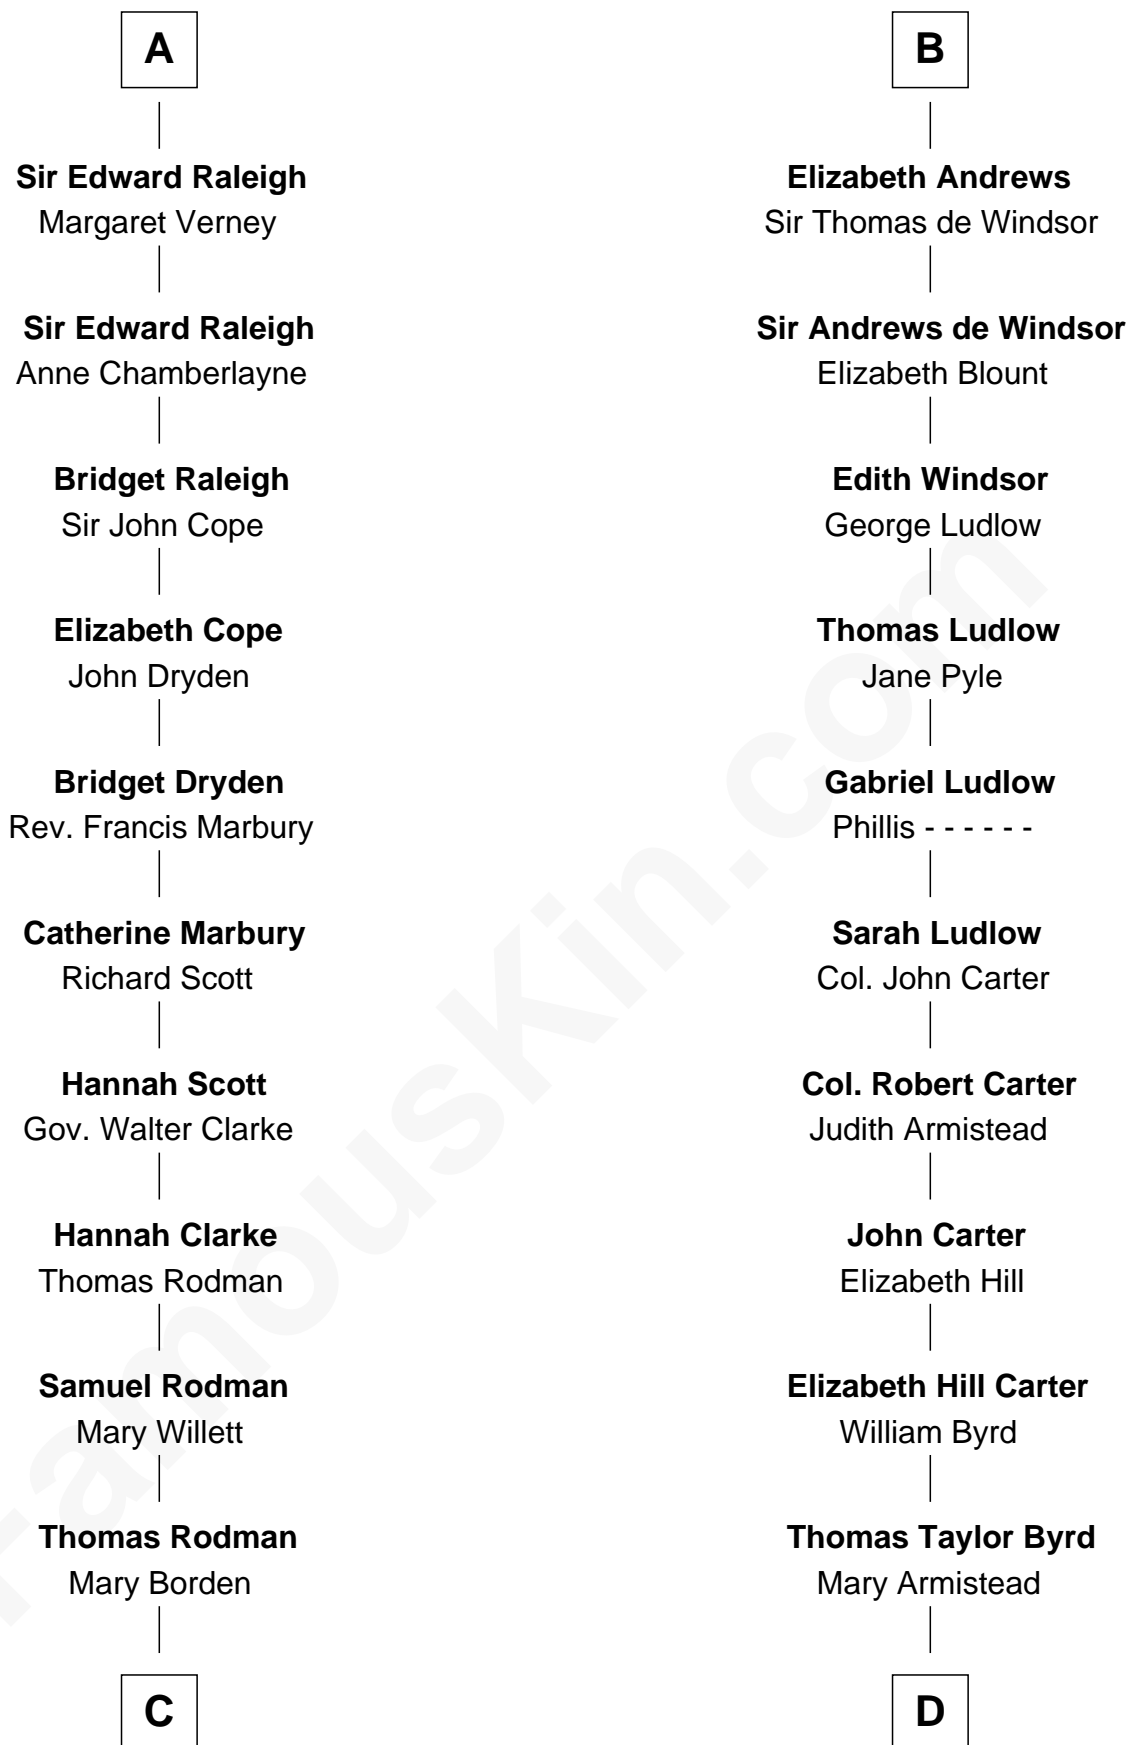 A
Sir Edward Raleigh
Margaret Verney
Sir Edward Raleigh
Anne Chamberlayne
Bridget Raleigh
Sir John Cope
Elizabeth Cope
John Dryden
Bridget Dryden
Rev. Francis Marbury
Catherine Marbury
Richard Scott
Hannah Scott
Gov. Walter Clarke
Hannah Clarke
Thomas Rodman
Samuel Rodman
Mary Willett
Thomas Rodman
Mary Borden
C
B
Elizabeth Andrews
Sir Thomas de Windsor
Sir Andrews de Windsor
Elizabeth Blount
Edith Windsor
George Ludlow
Thomas Ludlow
Jane Pyle
Gabriel Ludlow
Phillis - - - - - -
Sarah Ludlow
Col. John Carter
Col. Robert Carter
Judith Armistead
John Carter
Elizabeth Hill
Elizabeth Hill Carter
William Byrd
Thomas Taylor Byrd
Mary Armistead
D
FamousKin.com